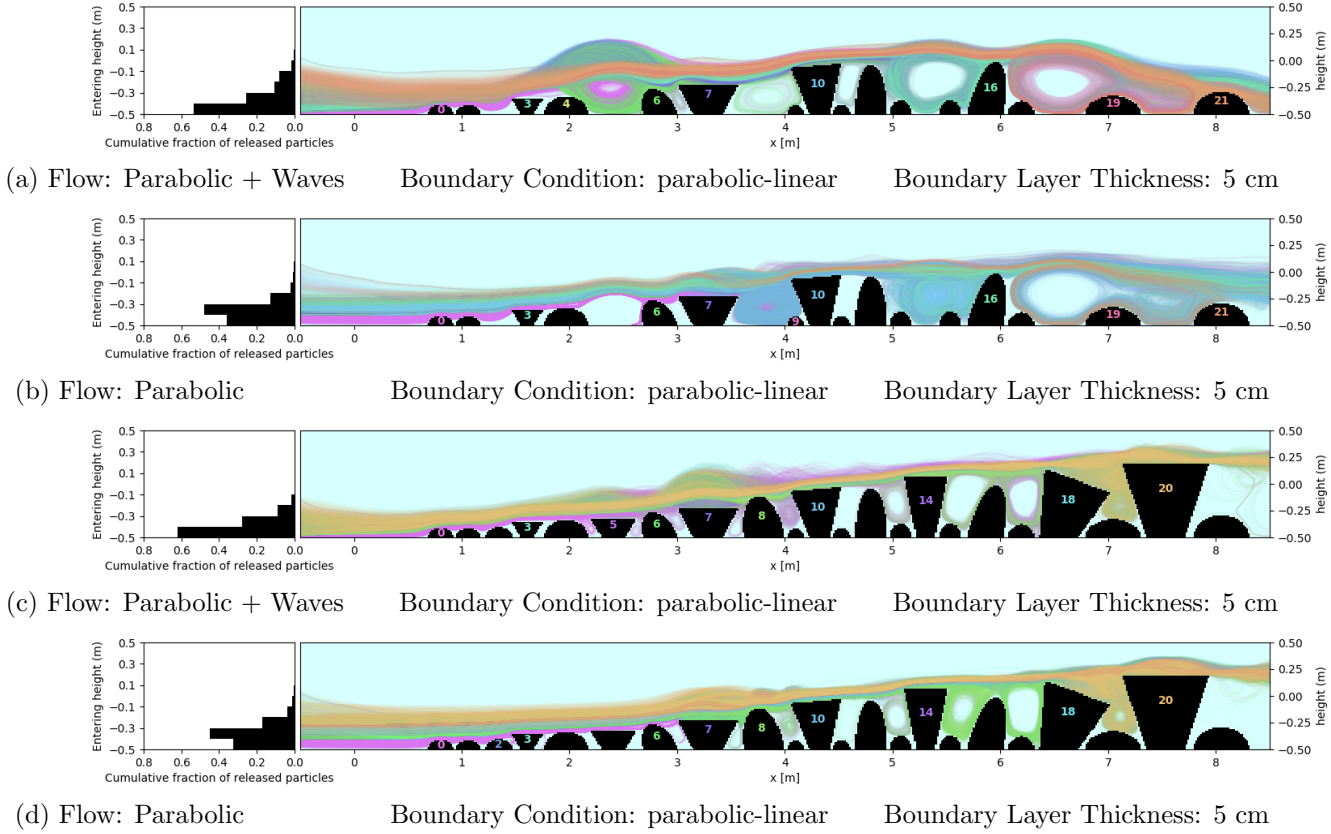 0.5
0.3
0.1
−0.1
−0.3
−0.5
Entering height (m)
0.8 0.6 0.4 0.2 0.0
Cumulative fraction of released particles
0 3 4 6 7 10 16 19 21
0 1 2 3 4 5 6 7 8
x [m]
0.50
0.25
0.00
−0.25
−0.50
height (m)
(a) Flow: Parabolic + Waves Boundary Condition: parabolic-linear Boundary Layer Thickness: 5 cm
0.5
0.3
0.1
−0.1
−0.3
−0.5
Entering height (m)
0.8 0.6 0.4 0.2 0.0
Cumulative fraction of released particles
0 3 6 7 9 10 16 19 21
0 1 2 3 4 5 6 7 8
x [m]
0.50
0.25
0.00
−0.25
−0.50
height (m)
(b) Flow: Parabolic Boundary Condition: parabolic-linear Boundary Layer Thickness: 5 cm
0.5
0.3
0.1
−0.1
−0.3
−0.5
Entering height (m)
0.8 0.6 0.4 0.2 0.0
Cumulative fraction of released particles
0 3 5 6 7 8 10 14 18 20
0 1 2 3 4 5 6 7 8
x [m]
0.50
0.25
0.00
−0.25
−0.50
height (m)
(c) Flow: Parabolic + Waves Boundary Condition: parabolic-linear Boundary Layer Thickness: 5 cm
0.5
0.3
0.1
−0.1
−0.3
−0.5
Entering height (m)
0.8 0.6 0.4 0.2 0.0
Cumulative fraction of released particles
0 2 3 6 7 8 10 14 18 20
0 1 2 3 4 5 6 7 8
x [m]
0.50
0.25
0.00
−0.25
−0.50
height (m)
(d) Flow: Parabolic Boundary Condition: parabolic-linear Boundary Layer Thickness: 5 cm